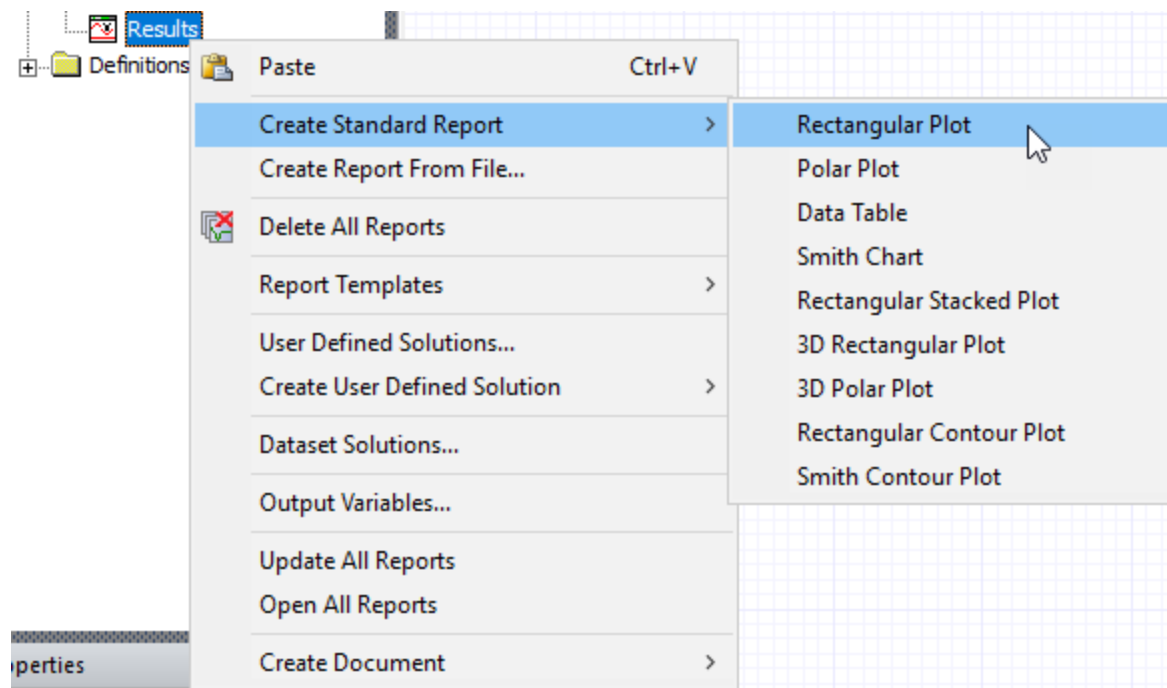 Results
Definitions
Paste Ctrl+V
Create Standard Report
Create Report From File...
Delete All Reports
Report Templates
User Defined Solutions...
Create User Defined Solution
Dataset Solutions...
Output Variables...
Update All Reports
Open All Reports
Create Document
Rectangular Plot
Polar Plot
Data Table
Smith Chart
Rectangular Stacked Plot
3D Rectangular Plot
3D Polar Plot
Rectangular Contour Plot
Smith Contour Plot
operties